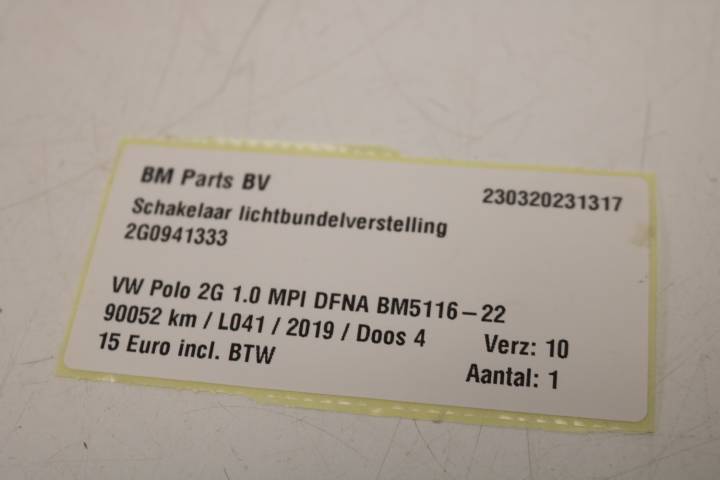 BM Parts BV
230320231317
Schakelaar lichtbundelverstelling
2G0941333
VW Polo 2G 1.0 MPI DFNA BM5116-22
90052 km / L041 / 2019 / Doos 4
Verz: 10
15 Euro incl. BTW
Aantal: 1